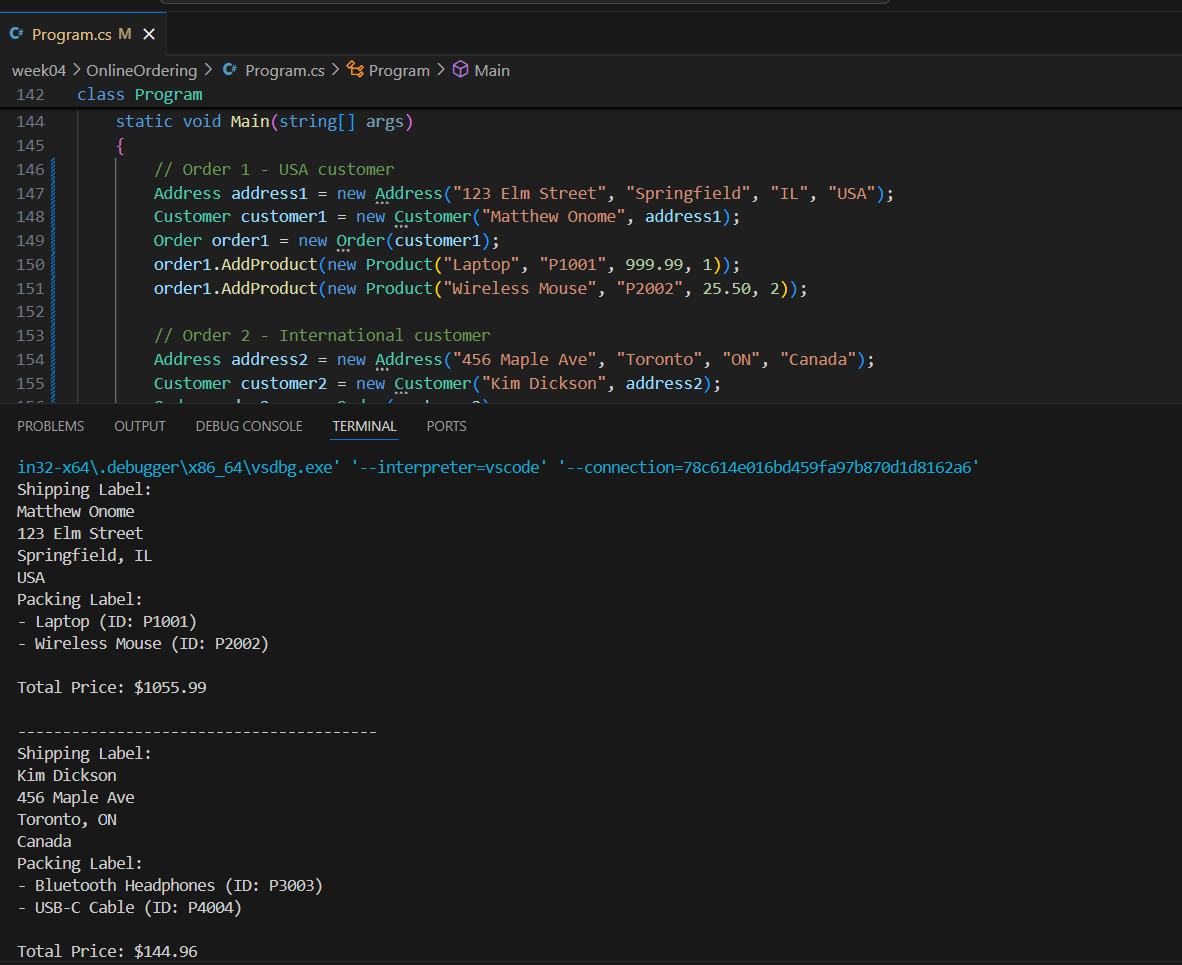 C# Program.cs M ×
week04 > OnlineOrdering > C# Program.cs > Program > Main
142 class Program
144 static void Main(string[] args)
145 {
146 // Order 1 - USA customer
147 Address address1 = new Address("123 Elm Street", "Springfield", "IL", "USA");
148 Customer customer1 = new Customer("Matthew Onome", address1);
149 Order order1 = new Order(customer1);
150 order1.AddProduct(new Product("Laptop", "P1001", 999.99, 1));
151 order1.AddProduct(new Product("Wireless Mouse", "P2002", 25.50, 2));
152
153 // Order 2 - International customer
154 Address address2 = new Address("456 Maple Ave", "Toronto", "ON", "Canada");
155 Customer customer2 = new Customer("Kim Dickson", address2);
PROBLEMS OUTPUT DEBUG CONSOLE TERMINAL PORTS
in32-x64\.debugger\x86_64\vsdbg.exe' '--interpreter=vscode' '--connection=78c614e016bd459fa97b870d1d8162a6'
Shipping Label:
Matthew Onome
123 Elm Street
Springfield, IL
USA
Packing Label:
- Laptop (ID: P1001)
- Wireless Mouse (ID: P2002)
Total Price: $1055.99
----------------------------------------
Shipping Label:
Kim Dickson
456 Maple Ave
Toronto, ON
Canada
Packing Label:
- Bluetooth Headphones (ID: P3003)
- USB-C Cable (ID: P4004)
Total Price: $144.96